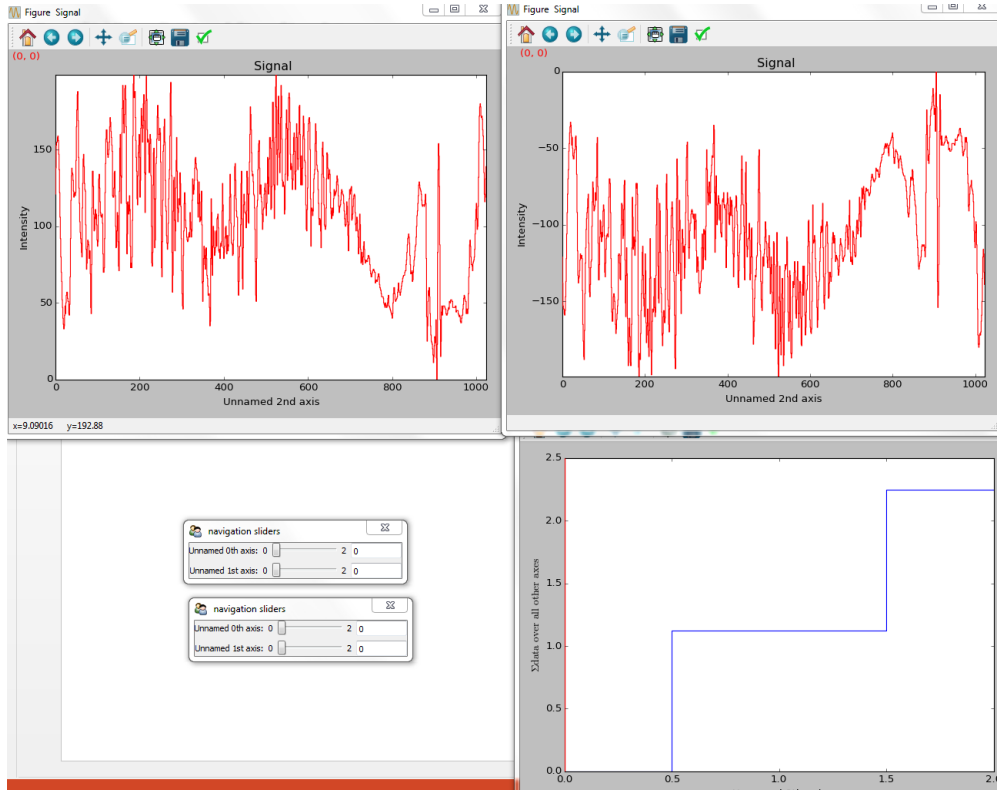 Figure Signal
(0, 0)
Signal
150
100
50
0
Intensity
0 200 400 600 800 1000
Unnamed 2nd axis
x=9.09016 y=192.88
Figure Signal
(0, 0)
Signal
0
−50
−100
−150
Intensity
0 200 400 600 800 1000
Unnamed 2nd axis
navigation sliders
Unnamed 0th axis: 0 2 0
Unnamed 1st axis: 0 2 0
navigation sliders
Unnamed 0th axis: 0 2 0
Unnamed 1st axis: 0 2 0
2.5
2.0
1.5
1.0
0.5
0.0
Σdata over all other axes
0.0 0.5 1.0 1.5 2.0